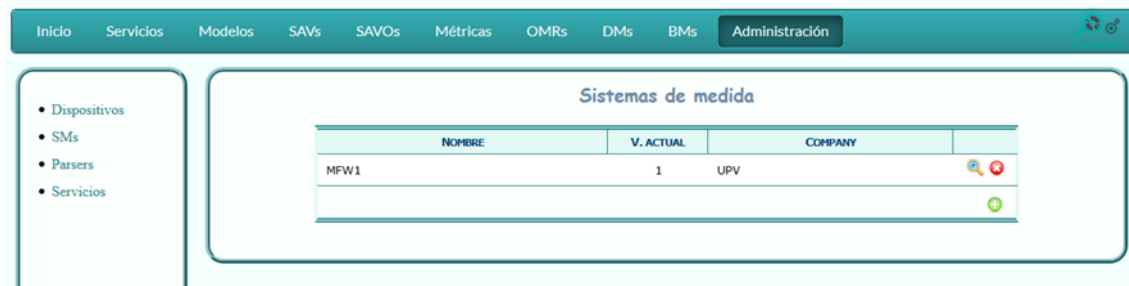 Inicio Servicios Modelos SAVs SAVOs Métricas OMRs DMs BMs Administración
Dispositivos
SMs
Parsers
Servicios
Sistemas de medida
NOMBRE V. ACTUAL COMPANY
MFW1 1 UPV